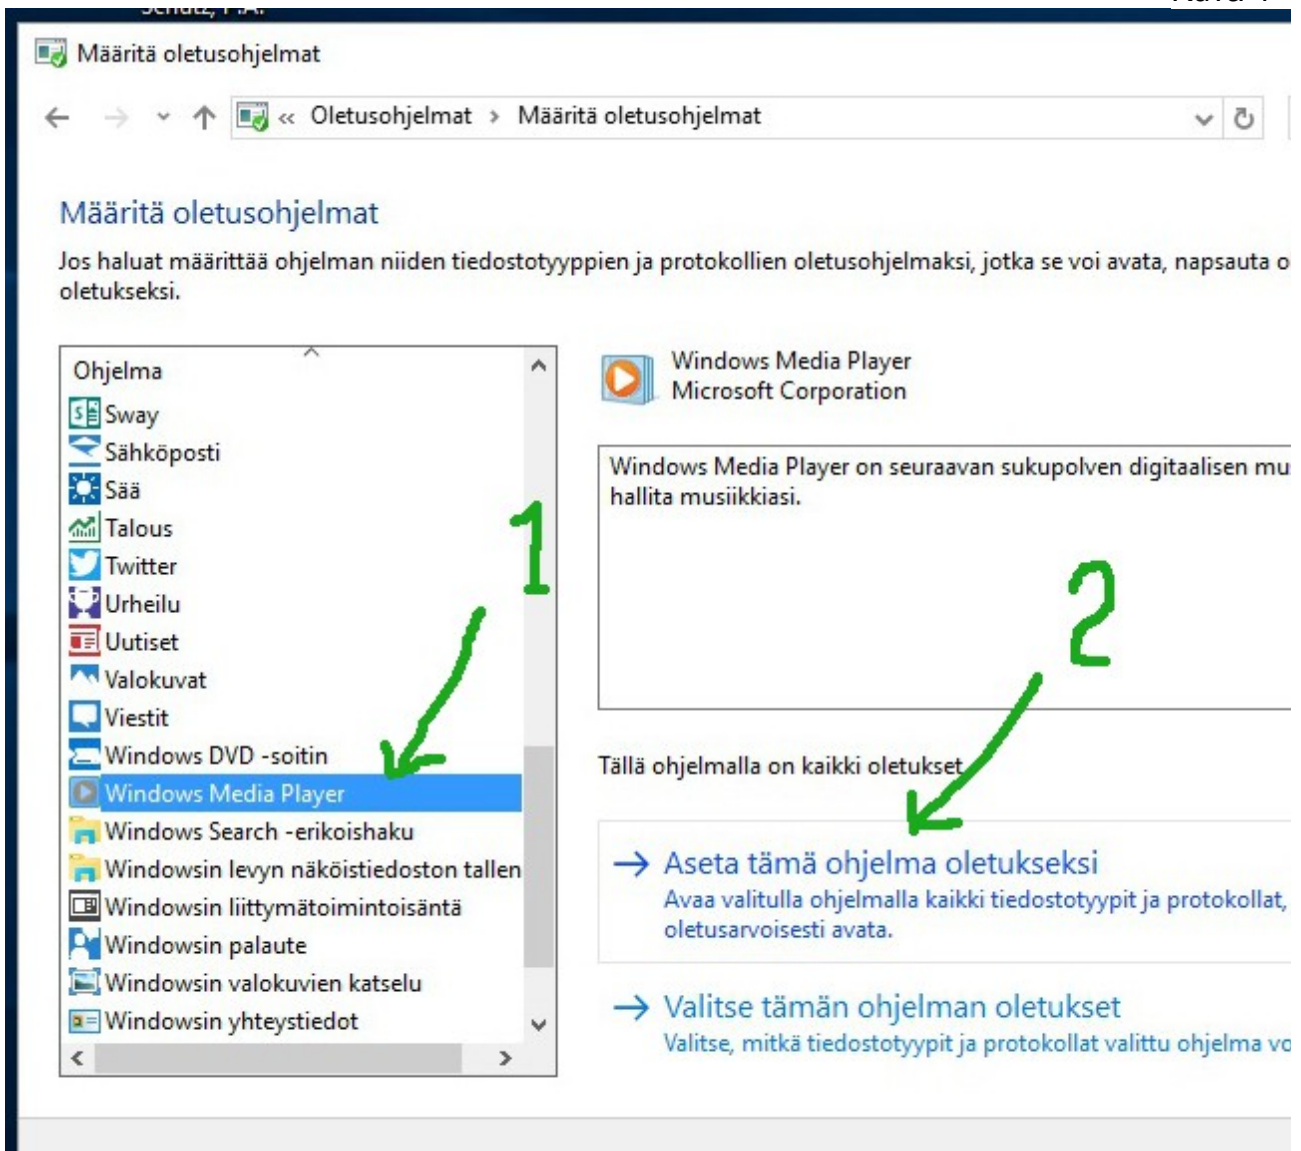 Määritä oletusohjelmat
« Oletusohjelmat › Määritä oletusohjelmat
Määritä oletusohjelmat
Jos haluat määrittää ohjelman niiden tiedostotyyppien ja protokollien oletusohjelmaksi, jotka se voi avata, napsauta
oletukseksi.
Ohjelma
Sway
Sähköposti
Sää
Talous
Twitter
Urheilu
Uutiset
Valokuvat
Viestit
Windows DVD -soitin
Windows Media Player
Windows Search -erikoishaku
Windowsin levyn näköistiedoston tallen
Windowsin liittymätoimintoisäntä
Windowsin palaute
Windowsin valokuvien katselu
Windowsin yhteystiedot
1
Windows Media Player
Microsoft Corporation
Windows Media Player on seuraavan sukupolven digitaalisen mu
hallita musiikkiasi.
2
Tällä ohjelmalla on kaikki oletukset
Aseta tämä ohjelma oletukseksi
Avaa valitulla ohjelmalla kaikki tiedostotyypit ja protokollat,
oletusarvoisesti avata.
Valitse tämän ohjelman oletukset
Valitse, mitkä tiedostotyypit ja protokollat valittu ohjelma vo